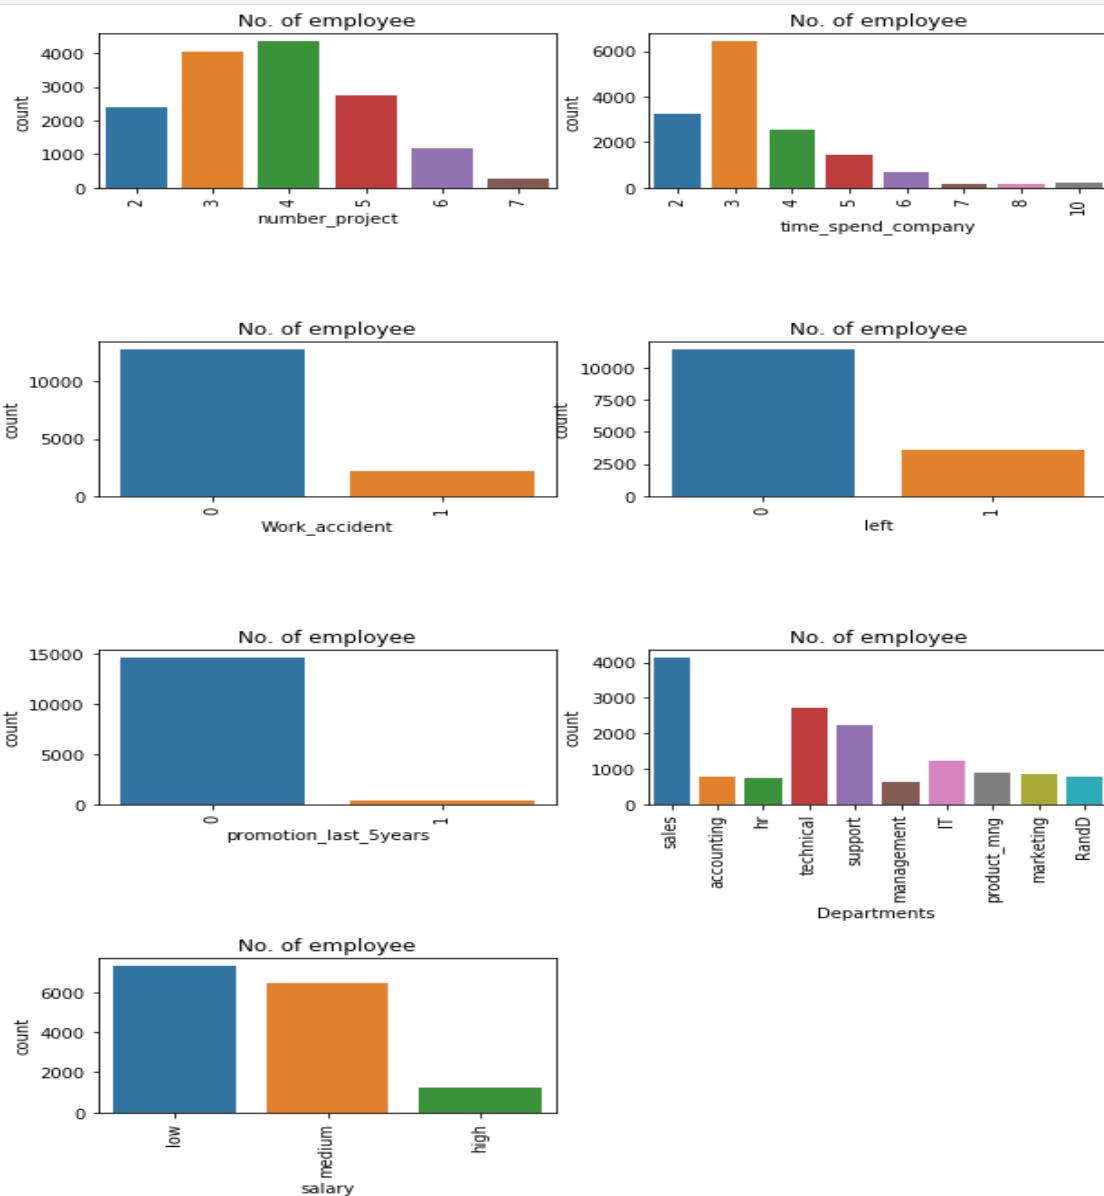 No. of employee
count
4000
3000
2000
1000
0
2
3
4
5
6
7
number_project
No. of employee
count
6000
4000
2000
0
2
3
4
5
6
7
8
10
time_spend_company
No. of employee
count
10000
5000
0
0
1
Work_accident
No. of employee
count
10000
7500
5000
2500
0
0
1
left
No. of employee
count
15000
10000
5000
0
0
1
promotion_last_5years
No. of employee
count
4000
3000
2000
1000
0
sales
accounting
hr
technical
support
management
IT
product_mng
marketing
RandD
Departments
No. of employee
count
6000
4000
2000
0
low
medium
high
salary